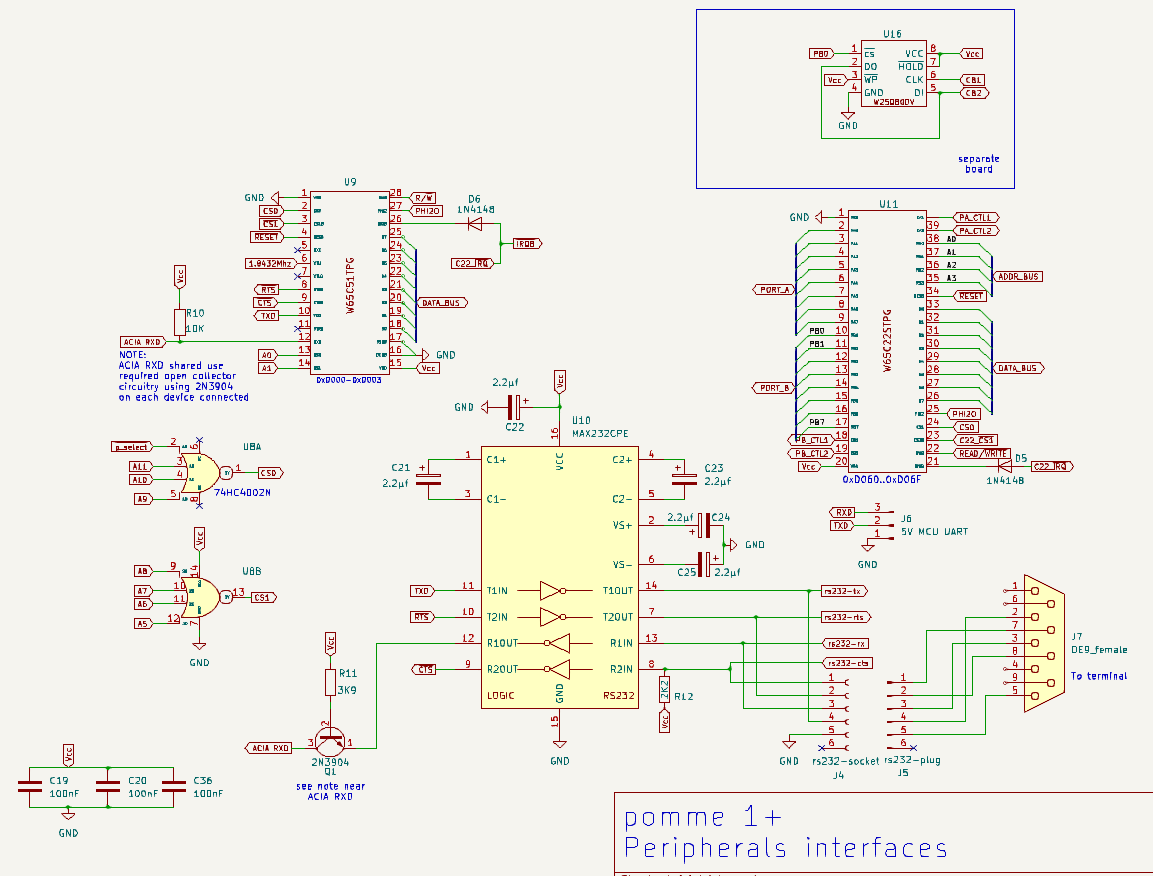 U16
PB0
1
CS
VCC
8
Vcc
2
DO
HOLD
7
Vcc
3
WP
CLK
6
CB1
4
GND
DI
5
CB2
W25Q80DV
GND
separate
board
U9
GND
1
28
R/W
CS0
2
27
PHI2O
CS1
3
26
RESET
4
25
5
24
1.8432Mhz
6
23
7
22
RTS
8
21
CTS
9
20
DATA_BUS
TXD
10
19
11
18
12
17
A0
13
16
GND
A1
14
15
Vcc
W65C51TPG
0xD000-0xD003
D6
1N4148
IRQB
C22_IRQ
Vcc
R10
10K
ACIA RXD
NOTE:
ACIA RXD shared use
required open collector
circuitry using 2N3904
on each device connected
U11
GND
1
2
3
4
5
6
7
8
9
10
11
12
13
14
15
16
17
18
19
20
PORT_A
PB0
PB1
PORT_B
PB7
PB_CTL1
PB_CTL2
Vcc
W65C22STPG
PA_CTL1
39
PA_CTL2
38
A0
37
A1
36
A2
35
A3
ADDR_BUS
34
RESET
33
32
31
30
29
28
DATA_BUS
27
26
25
PHI2O
24
CS0
23
C22_CS1
22
READ/WRITE
21
D5
C22_IRQ
1N4148
0xD060..0xD06F
RXD
3
TXD
2
1
J6
5V MCU UART
GND
2.2µf
Vcc
GND
C22
U10
MAX232CPE
16
VCC
C21
2.2µf
1
C1+
3
C1-
C2+
4
C2-
5
C23
2.2µf
VS+
2
2.2µf
C24
GND
VS-
6
C25
2.2µf
TXD
11
T1IN
T1OUT
14
rs232-tx
RTS
10
T2IN
T2OUT
7
rs232-rts
12
R1OUT
R1IN
13
rs232-rx
CTS
9
R2OUT
R2IN
8
rs232-cts
LOGIC
GND
RS232
15
GND
2K2
R12
Vcc
p_select
2
6
U8A
A11
3
1
CS0
A10
4
A9
5
8
74HC4002N
Vcc
14
A8
9
U8B
A7
10
13
CS1
A6
11
A5
12
7
GND
Vcc
R11
3K9
2
ACIA RXD
3
1
2N3904
Q1
see note near
ACIA RXD
Vcc
C19
100nF
C20
100nF
C36
100nF
GND
1
2
3
4
5
6
GND
rs232-socket
J4
1
2
3
4
5
6
rs232-plug
J5
1
6
2
7
3
8
4
9
5
J7
DE9_female
To terminal
pomme 1+
Peripherals interfaces